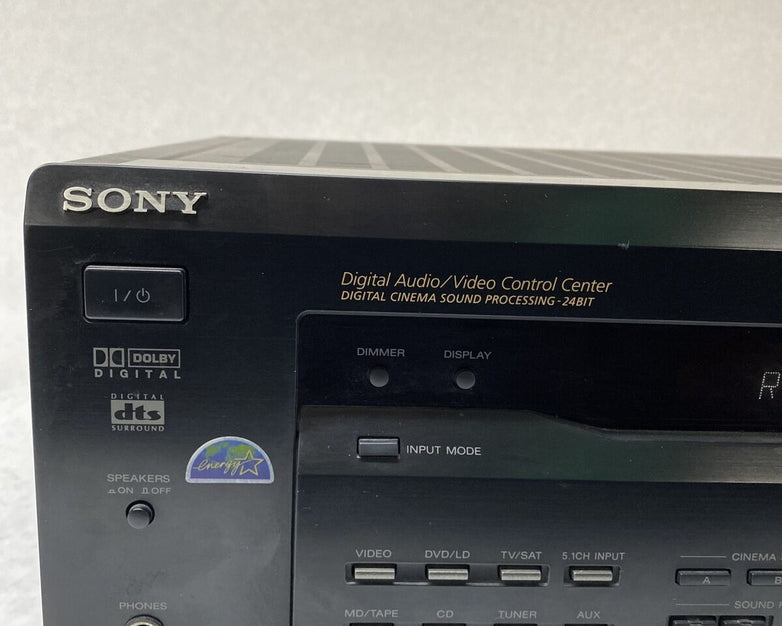 SONY
Digital Audio/Video Control Center
DIGITAL CINEMA SOUND PROCESSING-24BIT
I/⏻
DOLBY
DIGITAL
DIGITAL
dts
SURROUND
DIMMER
DISPLAY
R
energy
INPUT MODE
SPEAKERS
ON OFF
VIDEO
DVD/LD
TV/SAT
5.1CH INPUT
CINEMA
A
B
MD/TAPE
CD
TUNER
AUX
SOUND
PHONES